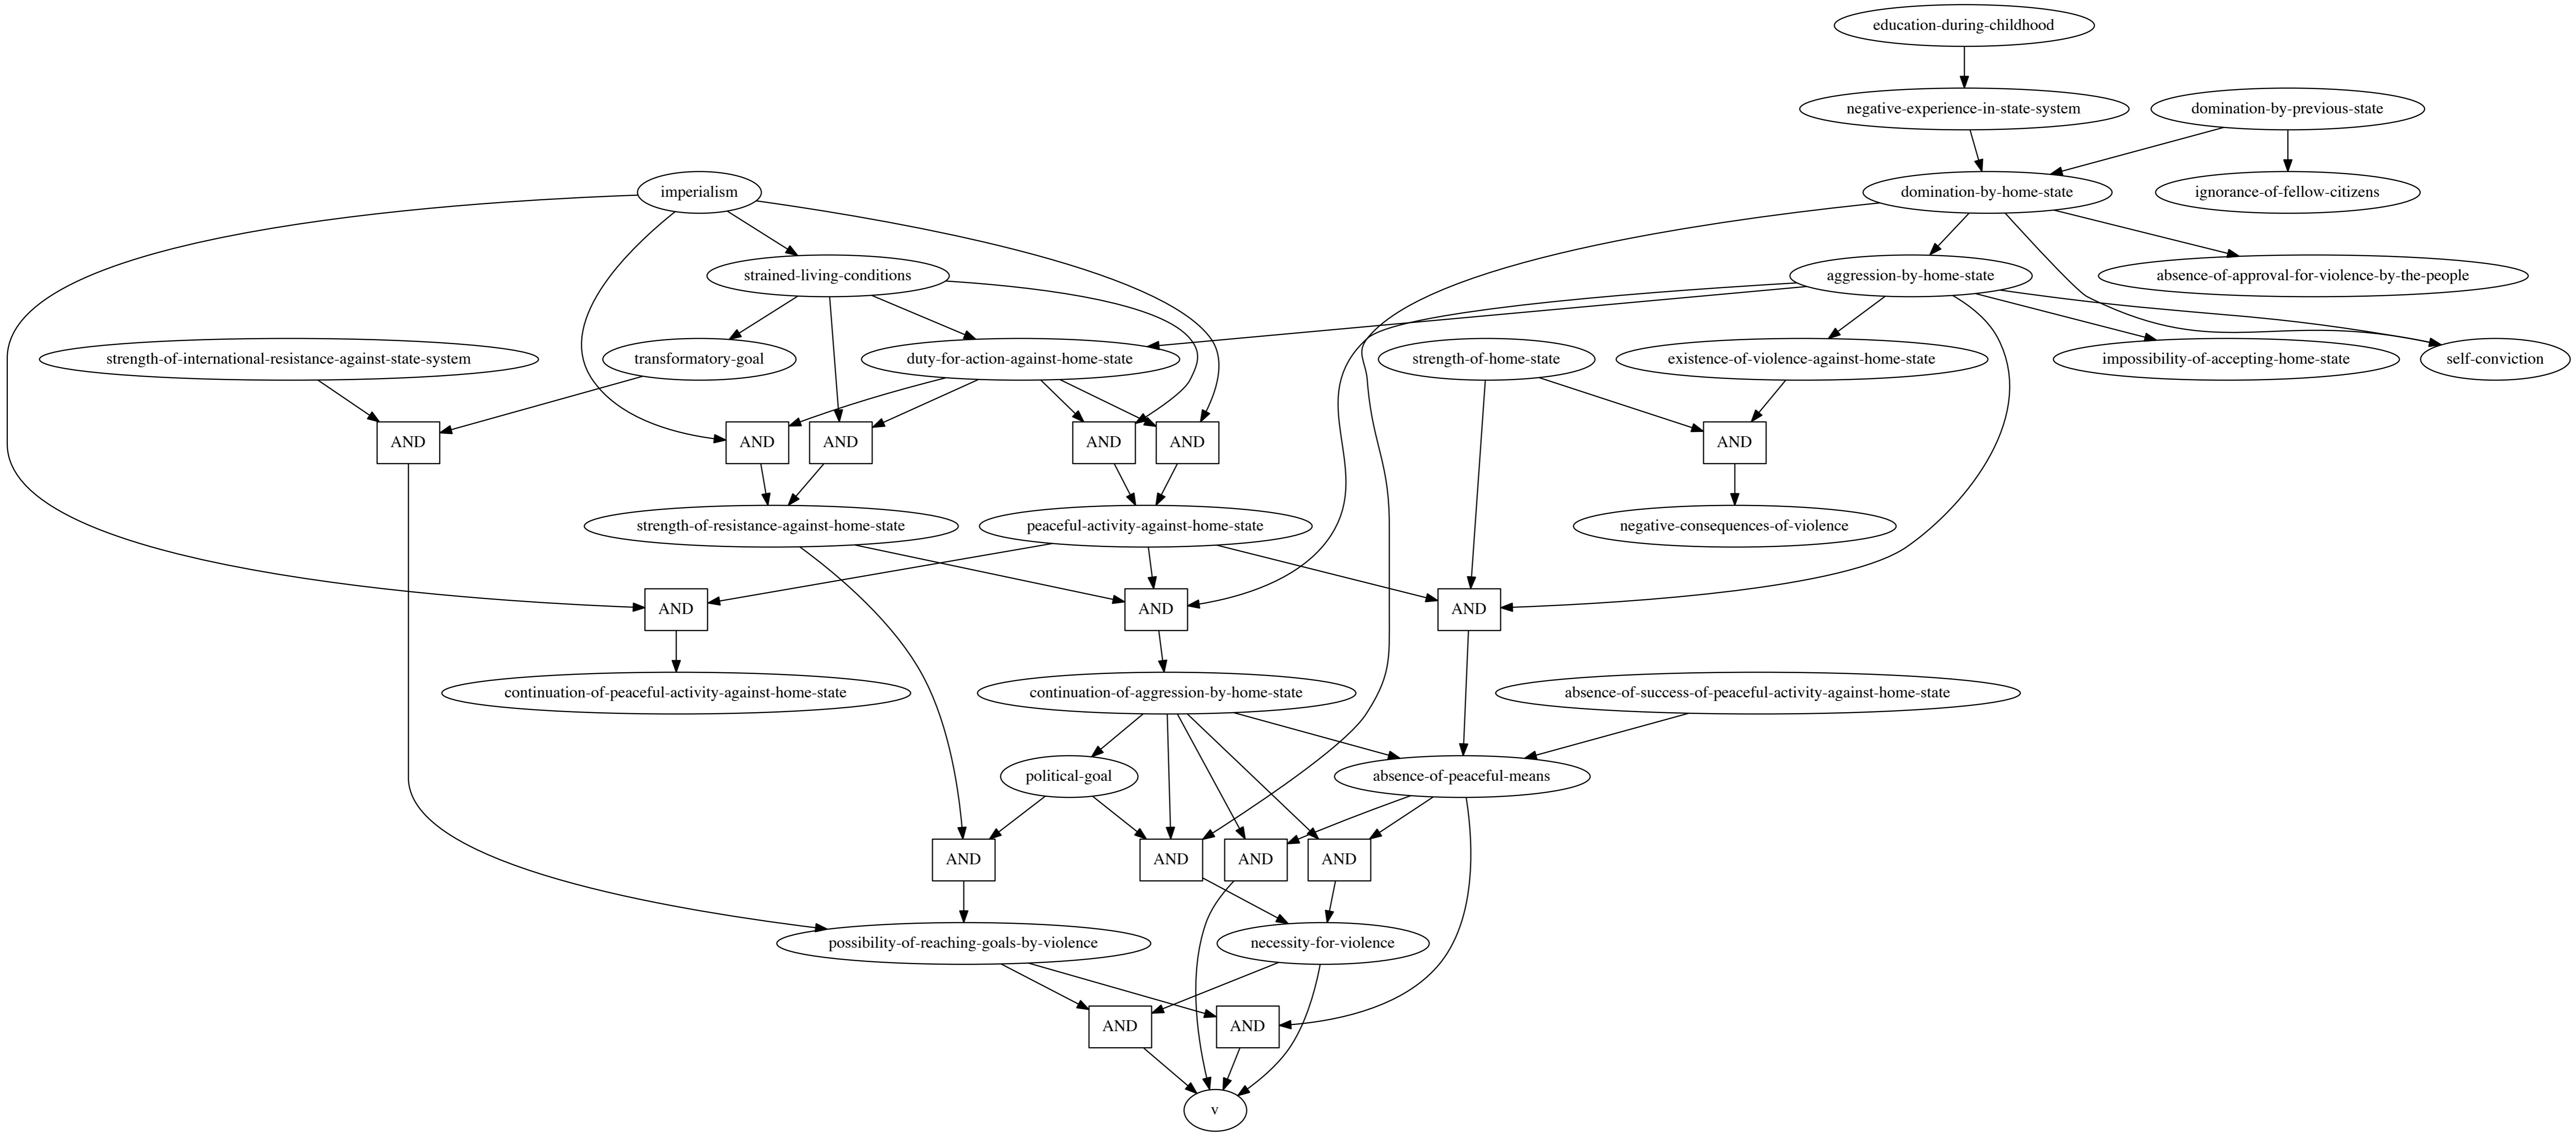 education-during-childhood
negative-experience-in-state-system
domination-by-previous-state
imperialism
domination-by-home-state
ignorance-of-fellow-citizens
strained-living-conditions
aggression-by-home-state
absence-of-approval-for-violence-by-the-people
strength-of-international-resistance-against-state-system
transformatory-goal
duty-for-action-against-home-state
strength-of-home-state
existence-of-violence-against-home-state
impossibility-of-accepting-home-state
self-conviction
AND
AND
AND
AND
AND
AND
strength-of-resistance-against-home-state
peaceful-activity-against-home-state
negative-consequences-of-violence
AND
AND
AND
continuation-of-peaceful-activity-against-home-state
continuation-of-aggression-by-home-state
absence-of-success-of-peaceful-activity-against-home-state
political-goal
absence-of-peaceful-means
AND
AND
AND
AND
possibility-of-reaching-goals-by-violence
necessity-for-violence
AND
AND
v